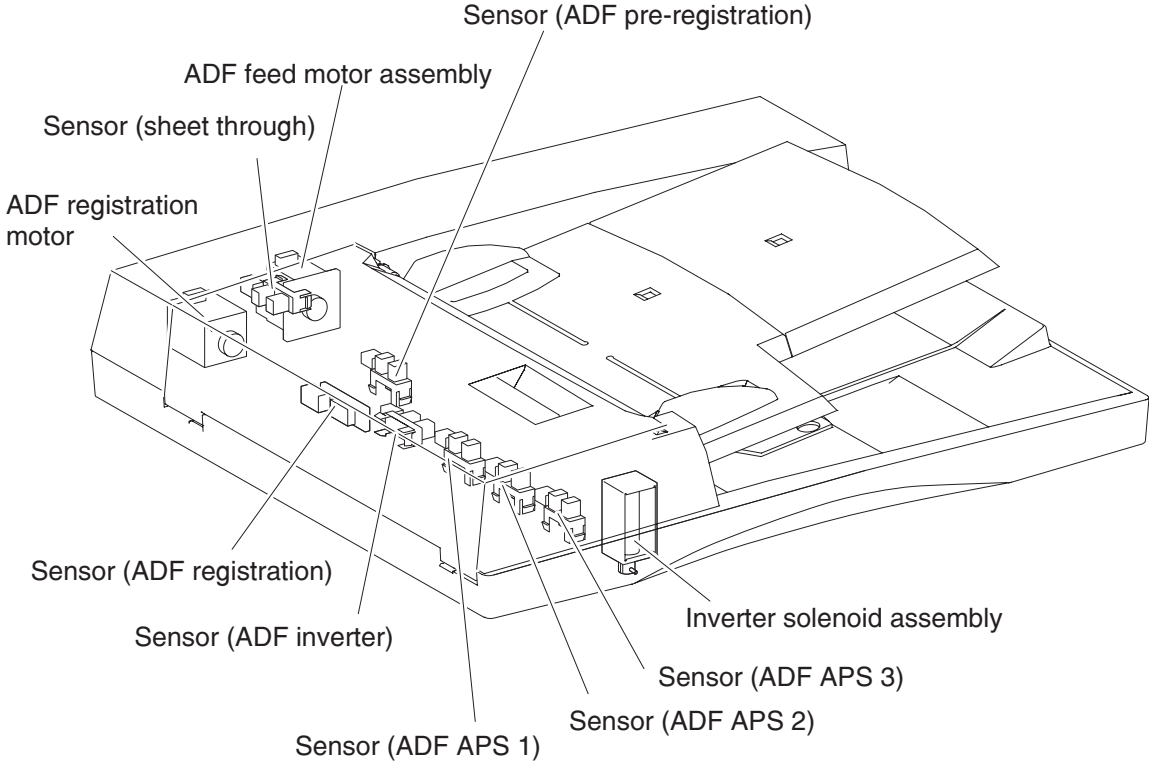 Sensor (ADF pre-registration)
ADF feed motor assembly
Sensor (sheet through)
ADF registration
motor
Sensor (ADF registration)
Inverter solenoid assembly
Sensor (ADF inverter)
Sensor (ADF APS 3)
Sensor (ADF APS 2)
Sensor (ADF APS 1)